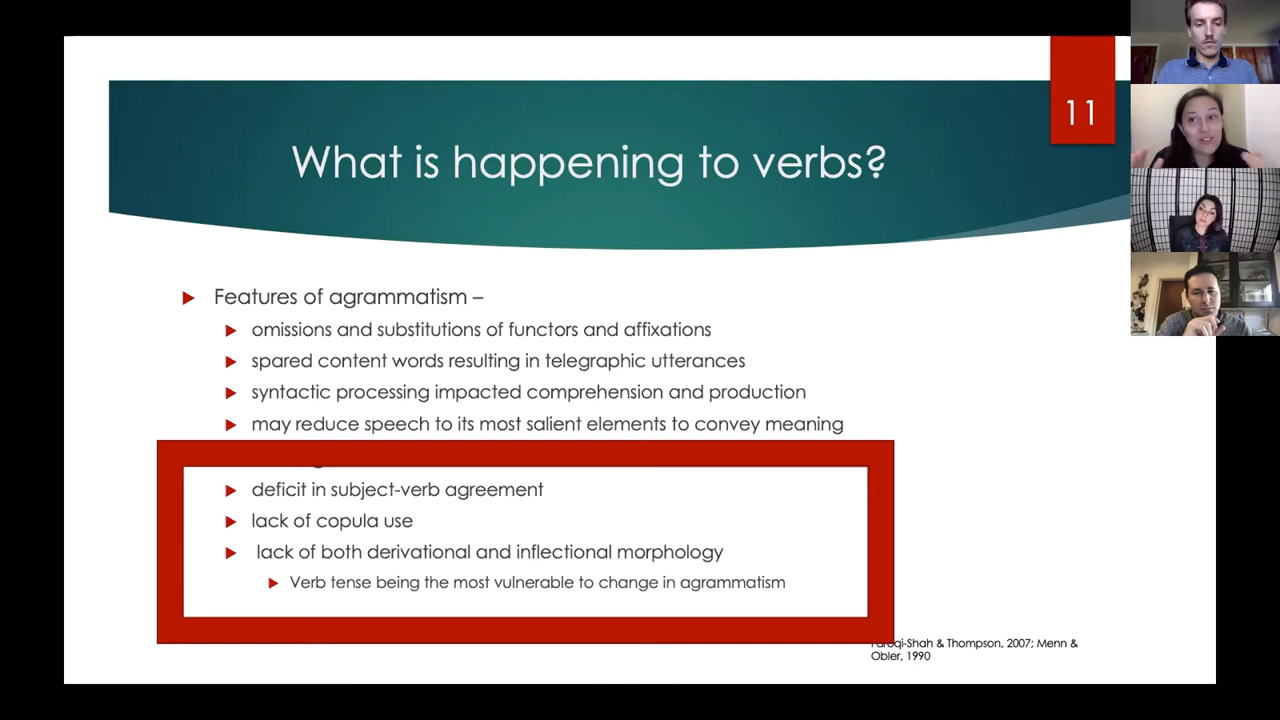 11
What is happening to verbs?
Features of agrammatism –
omissions and substitutions of functors and affixations
spared content words resulting in telegraphic utterances
syntactic processing impacted comprehension and production
may reduce speech to its most salient elements to convey meaning
deficit in subject-verb agreement
lack of copula use
lack of both derivational and inflectional morphology
Verb tense being the most vulnerable to change in agrammatism
Faroqi-Shah & Thompson, 2007; Menn &
Obler, 1990